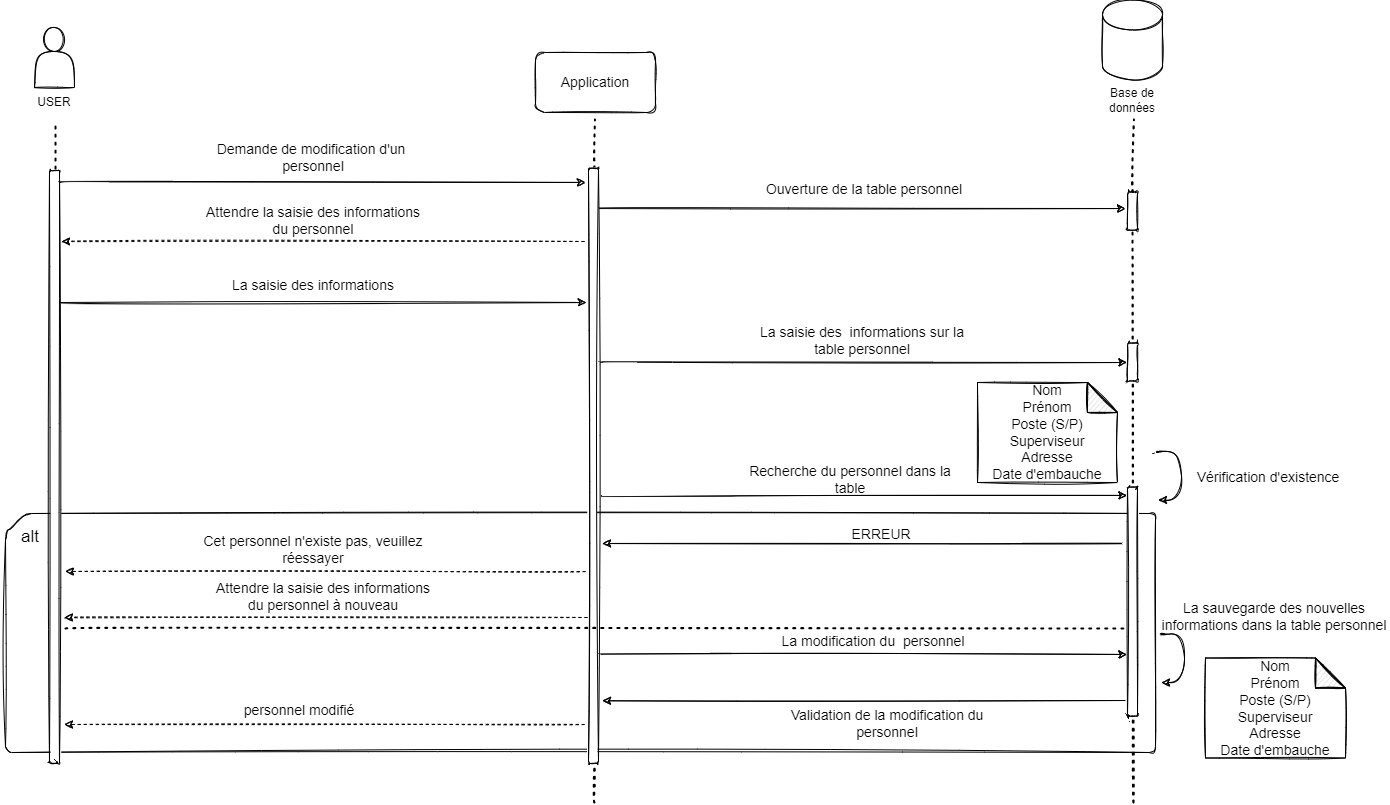 USER
Application
Base de
données
Demande de modification d'un
personnel
Ouverture de la table personnel
Attendre la saisie des informations
du personnel
La saisie des informations
La saisie des  informations sur la
table personnel
Nom
Prénom
Poste (S/P)
Superviseur
Adresse
Date d'embauche
Recherche du personnel dans la
table
Vérification d'existence
alt
ERREUR
Cet personnel n'existe pas, veuillez
réessayer
Attendre la saisie des informations
du personnel à nouveau
La sauvegarde des nouvelles
informations dans la table personnel
La modification du  personnel
Nom
Prénom
Poste (S/P)
Superviseur
Adresse
Date d'embauche
personnel modifié
Validation de la modification du
personnel